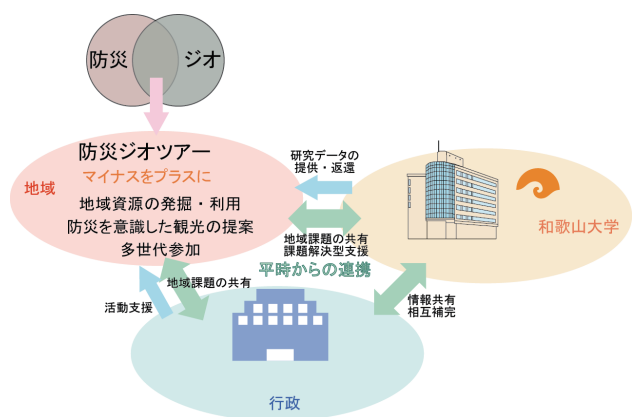 防災
ジオ
防災ジオツアー
マイナスをプラスに
地域
地域資源の発掘・利用
防災を意識した観光の提案
多世代参加
研究データの
提供・返還
地域課題の共有
課題解決型支援
平時からの連携
和歌山大学
地域課題の共有
活動支援
情報共有
相互補完
行政